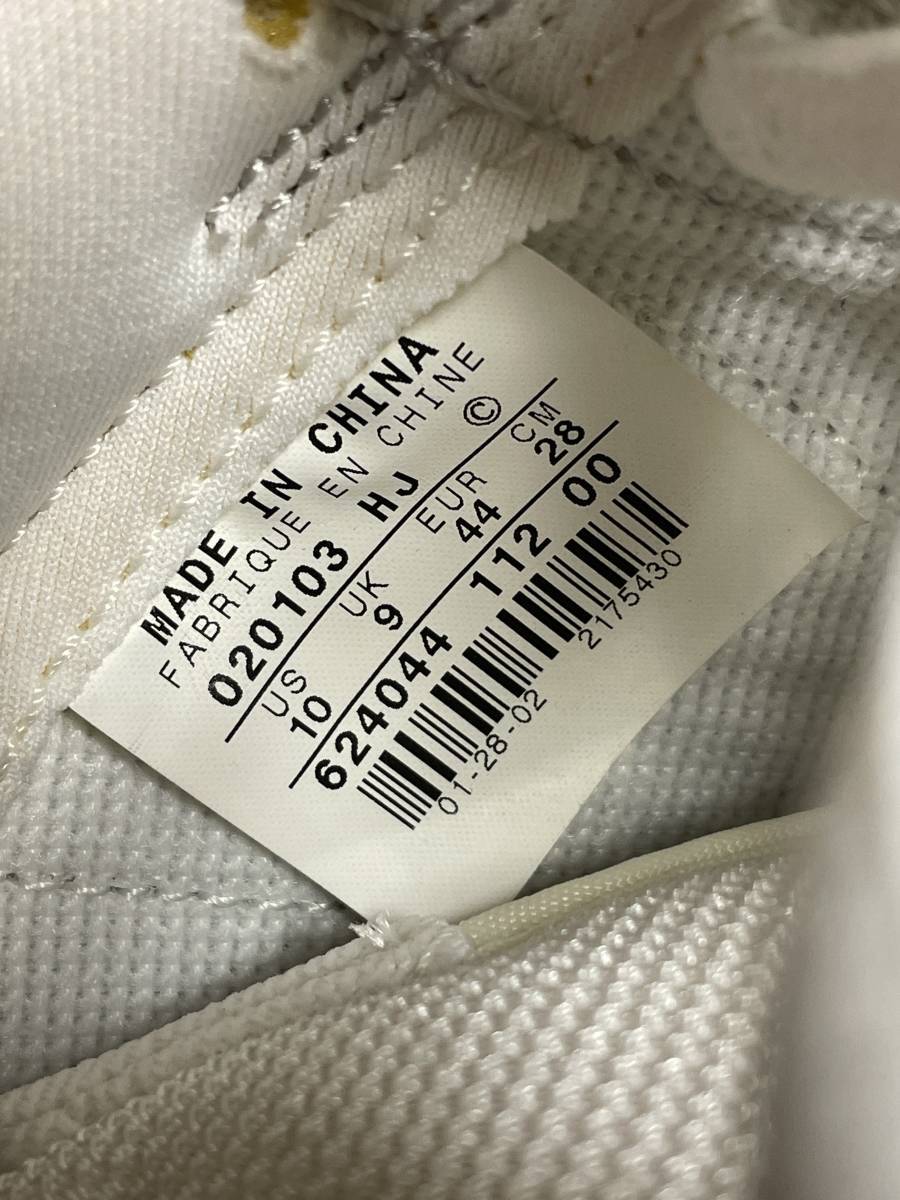 MADE IN CHINA
FABRIQUE EN CHINE
020103 HJ ©
US UK EUR CM
10 9 44 28
624044 112 00
01-28-02 2175430